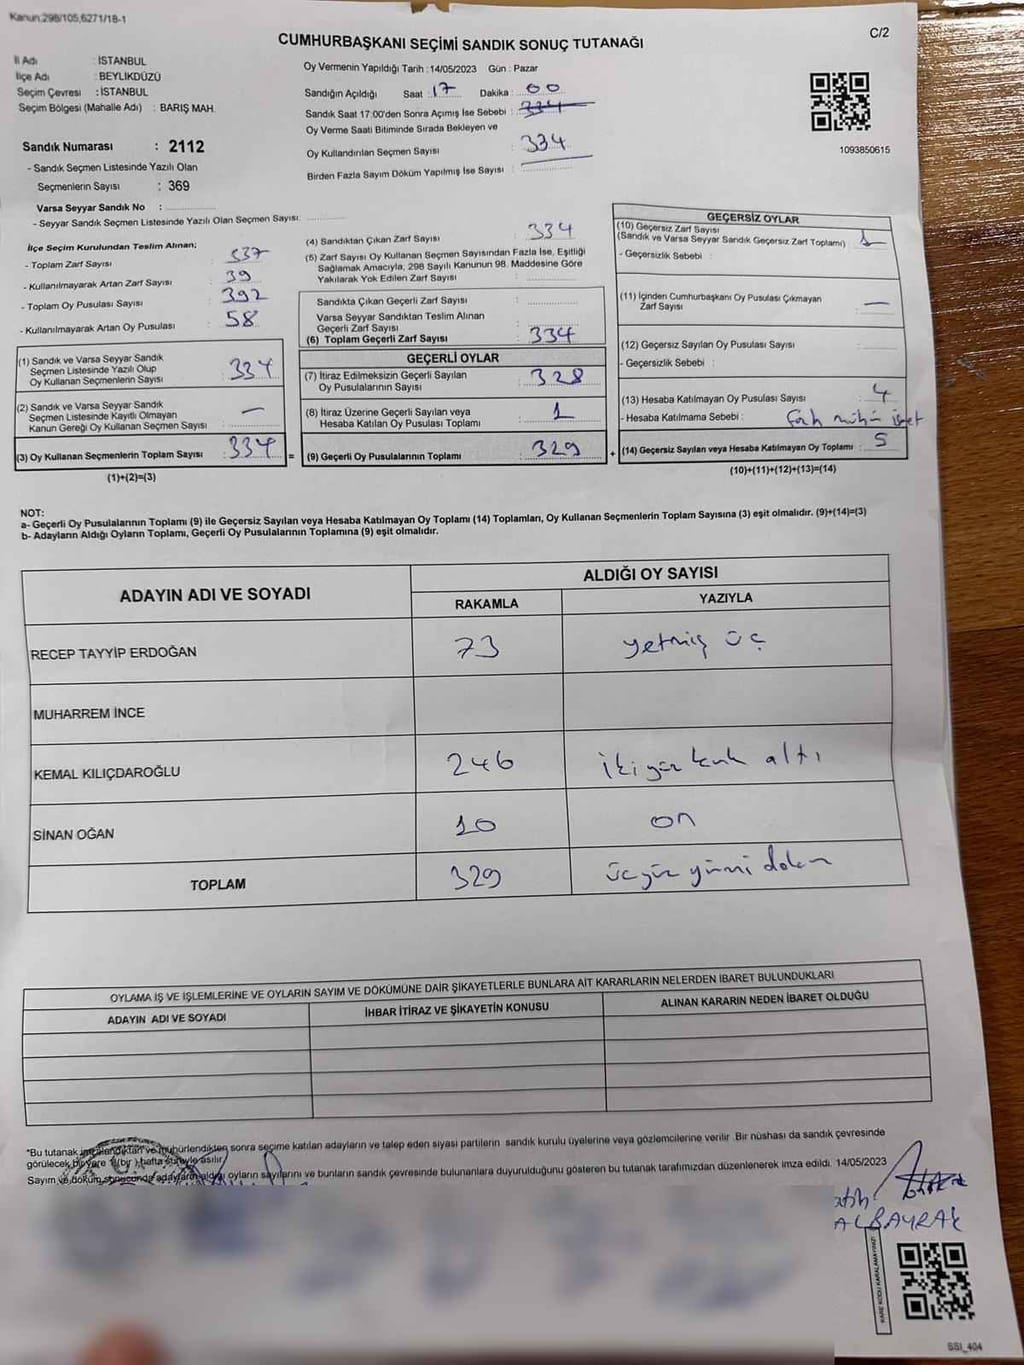 Kanun:298/105,6271/18-1
C/2
CUMHURBAŞKANI SEÇİMİ SANDIK SONUÇ TUTANAĞI
İl Adı : İSTANBUL
İlçe Adı : BEYLİKDÜZÜ
Seçim Çevresi : İSTANBUL
Seçim Bölgesi (Mahalle Adı) : BARIŞ MAH.
Sandık Numarası : 2112
- Sandık Seçmen Listesinde Yazılı Olan
Seçmenlerin Sayısı : 369
Varsa Seyyar Sandık No :
- Seyyar Sandık Seçmen Listesinde Yazılı Olan Seçmen Sayısı:
Oy Vermenin Yapıldığı Tarih :14/05/2023 Gün : Pazar
Sandığın Açıldığı Saat : 17 Dakika : 00
Sandık Saat 17:00'den Sonra Açımış İse Sebebi : 334
Oy Verme Saati Bitiminde Sırada Bekleyen ve
Oy Kullandırılan Seçmen Sayısı : 334
Birden Fazla Sayım Döküm Yapılmış İse Sayısı :
1093850615
İlçe Seçim Kurulundan Teslim Alınan;
- Toplam Zarf Sayısı : 337
- Kullanılmayarak Artan Zarf Sayısı : 39
- Toplam Oy Pusulası Sayısı : 392
- Kullanılmayarak Artan Oy Pusulası : 58
(1) Sandık ve Varsa Seyyar Sandık
Seçmen Listesinde Yazılı Olup
Oy Kullanan Seçmenlerin Sayısı : 334
(2) Sandık ve Varsa Seyyar Sandık
Seçmen Listesinde Kayıtlı Olmayan
Kanun Gereği Oy Kullanan Seçmen Sayısı : —
(3) Oy Kullanan Seçmenlerin Toplam Sayısı : 334
(1)+(2)=(3)
=
(4) Sandıktan Çıkan Zarf Sayısı : 334
(5) Zarf Sayısı Oy Kullanan Seçmen Sayısından Fazla İse, Eşitliği
Sağlamak Amacıyla, 298 Sayılı Kanunun 98. Maddesine Göre
Yakılarak Yok Edilen Zarf Sayısı :
Sandıkta Çıkan Geçerli Zarf Sayısı :
Varsa Seyyar Sandıktan Teslim Alınan
Geçerli Zarf Sayısı :
(6) Toplam Geçerli Zarf Sayısı : 334
GEÇERLİ OYLAR
(7) İtiraz Edilmeksizin Geçerli Sayılan
Oy Pusulalarının Sayısı : 328
(8) İtiraz Üzerine Geçerli Sayılan veya
Hesaba Katılan Oy Pusulası Toplamı : 1
(9) Geçerli Oy Pusulalarının Toplamı : 329
+
GEÇERSİZ OYLAR
(10) Geçersiz Zarf Sayısı
(Sandık ve Varsa Seyyar Sandık Geçersiz Zarf Toplamı) : 1
- Geçersizlik Sebebi :
(11) İçinden Cumhurbaşkanı Oy Pusulası Çıkmayan
Zarf Sayısı : —
(12) Geçersiz Sayılan Oy Pusulası Sayısı :
- Geçersizlik Sebebi :
(13) Hesaba Katılmayan Oy Pusulası Sayısı : 4
- Hesaba Katılmama Sebebi : mühür
(14) Geçersiz Sayılan veya Hesaba Katılmayan Oy Toplamı : 5
(10)+(11)+(12)+(13)=(14)
NOT:
a- Geçerli Oy Pusulalarının Toplamı (9) ile Geçersiz Sayılan veya Hesaba Katılmayan Oy Toplamı (14) Toplamları, Oy Kullanan Seçmenlerin Toplam Sayısına (3) eşit olmalıdır. (9)+(14)=(3)
b- Adayların Aldığı Oyların Toplamı, Geçerli Oy Pusulalarının Toplamına (9) eşit olmalıdır.
ADAYIN ADI VE SOYADI
ALDIĞI OY SAYISI
RAKAMLA YAZIYLA
RECEP TAYYİP ERDOĞAN 73 yetmiş üç
MUHARREM İNCE
KEMAL KILIÇDAROĞLU 246 ikiyüz kırk altı
SİNAN OĞAN 10 on
TOPLAM 329 üçyüz yirmi dokuz
OYLAMA İŞ VE İŞLEMLERİNE VE OYLARIN SAYIM VE DÖKÜMÜNE DAİR ŞİKAYETLERLE BUNLARA AİT KARARLARIN NELERDEN İBARET BULUNDUKLARI
ADAYIN ADI VE SOYADI İHBAR İTİRAZ VE ŞİKAYETİN KONUSU ALINAN KARARIN NEDEN İBARET OLDUĞU
*Bu tutanak imzalandıktan ve mühürlendikten sonra seçime katılan adayların ve talep eden siyasi partilerin sandık kurulu üyelerine veya gözlemcilerine verilir .Bir nüshası da sandık çevresinde
görülecek bir yere 1 (bir ) hafta süreyle asılır.
Sayım ve döküm sonucunda adayların aldığı oyların sayılarını ve bunların sandık çevresinde bulunanlara duyurulduğunu gösteren bu tutanak tarafımızdan düzenlenerek imza edildi. 14/05/2023
atih
ALBAYRAK
KARE KODU KARALAMAYINIZ!
SSI_404